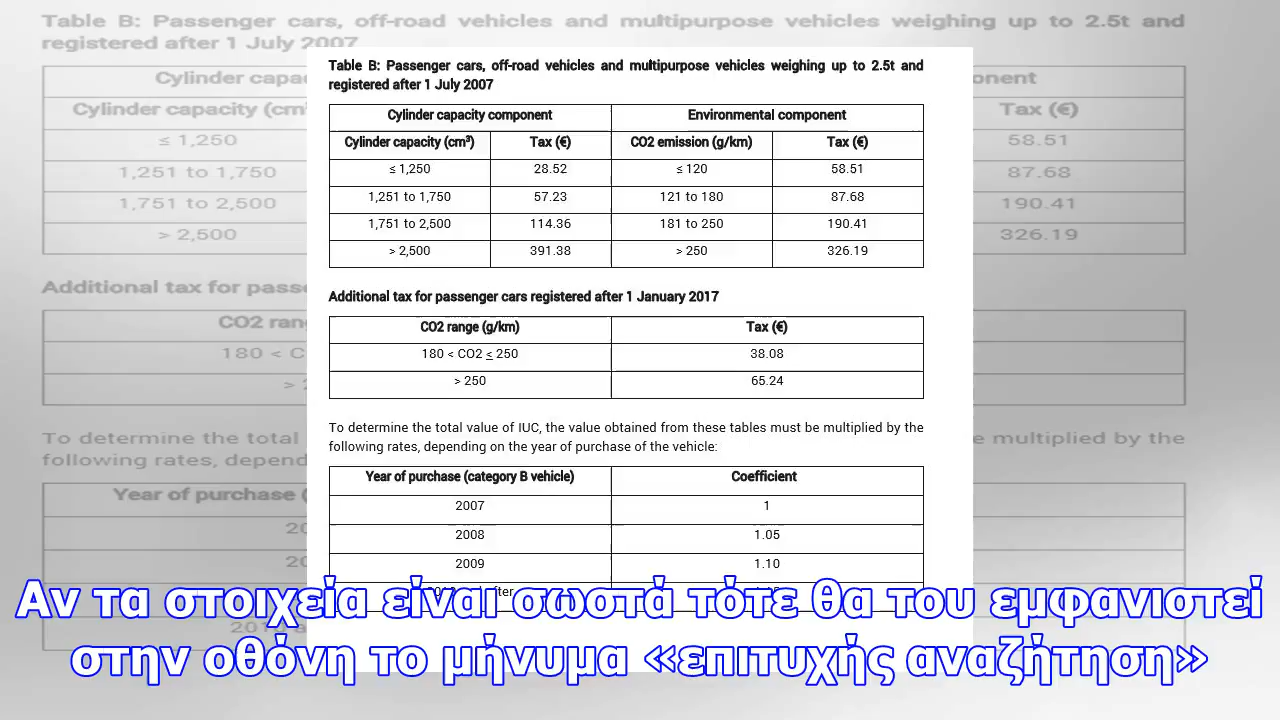 Table B: Passenger cars, off-road vehicles and multipurpose vehicles weighing up to 2.5t and
registered after 1 July 2007
Cylinder capacity component Environmental component
Cylinder capacity (cm³) Tax (€) CO2 emission (g/km) Tax (€)
≤ 1,250 28.52 ≤ 120 58.51
1,251 to 1,750 57.23 121 to 180 87.68
1,751 to 2,500 114.36 181 to 250 190.41
> 2,500 391.38 > 250 326.19
Additional tax for passenger cars registered after 1 January 2017
CO2 range (g/km) Tax (€)
180 < CO2 ≤ 250 38.08
> 250 65.24
To determine the total value of IUC, the value obtained from these tables must be multiplied by the
following rates, depending on the year of purchase of the vehicle:
Year of purchase (category B vehicle) Coefficient
2007 1
2008 1.05
2009 1.10
Αν τα στοιχεία είναι σωστά τότε θα του εμφανιστεί
στην οθόνη το μήνυμα «επιτυχής αναζήτηση»